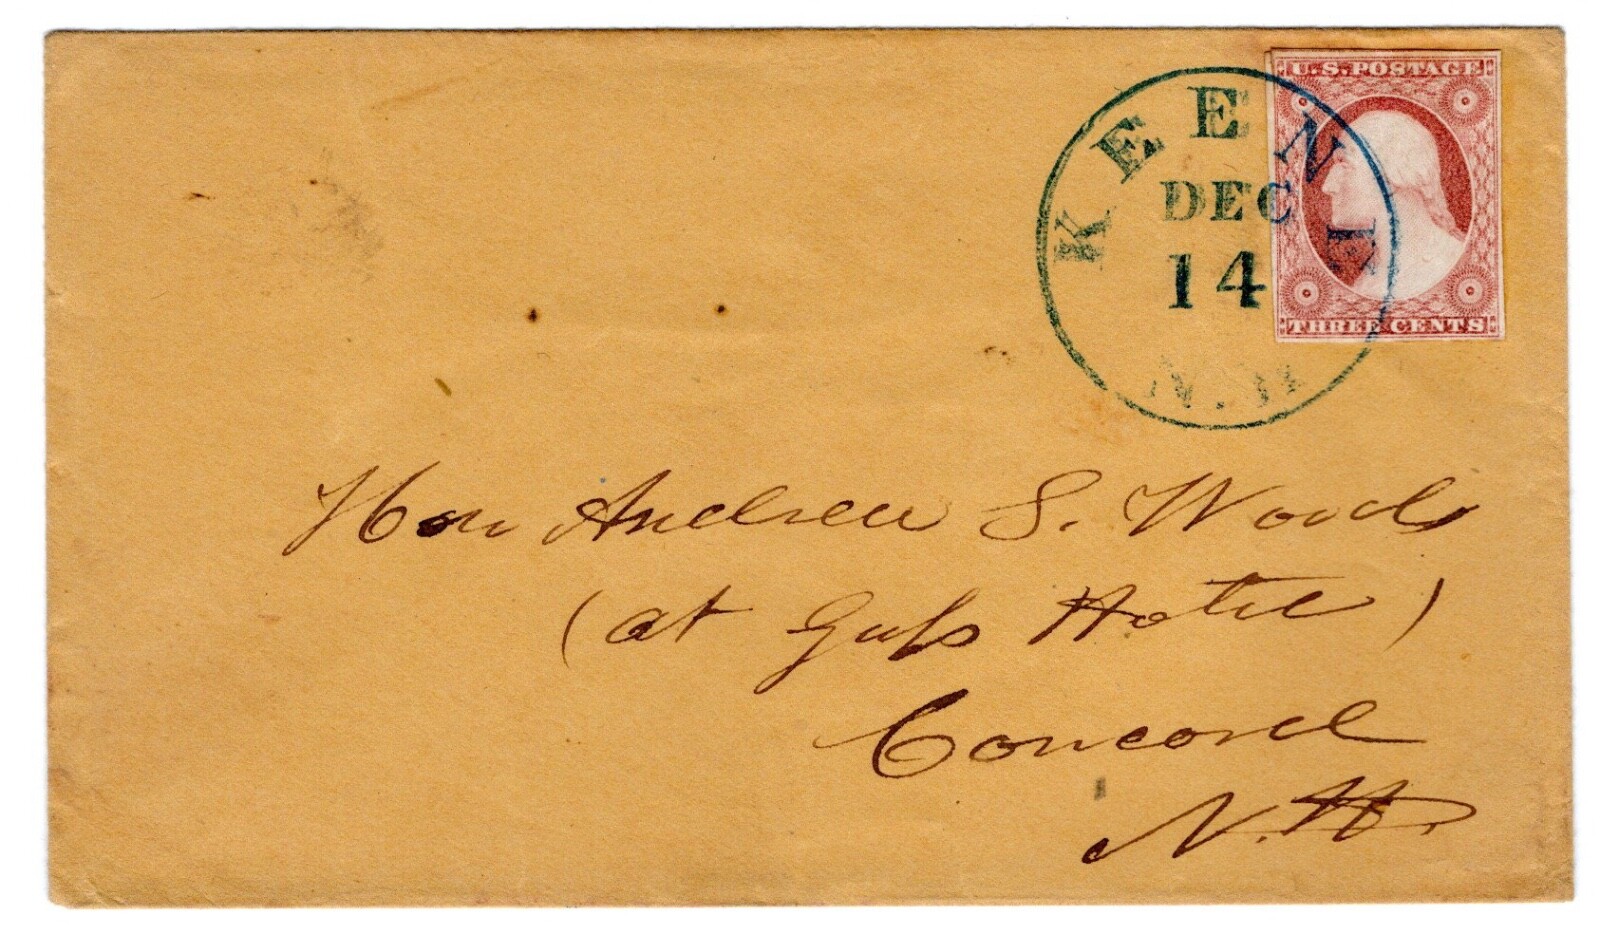 U.S. POSTAGE
KEENE
DEC
14
N.H
THREE CENTS
Hon Andrew S. Woods
(at Gass Hotel)
Concord
N.H.